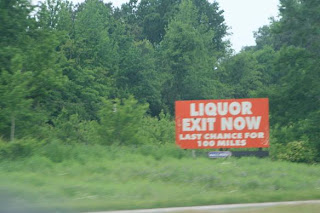 LIQUOR
EXIT NOW
LAST CHANCE FOR
100 MILES